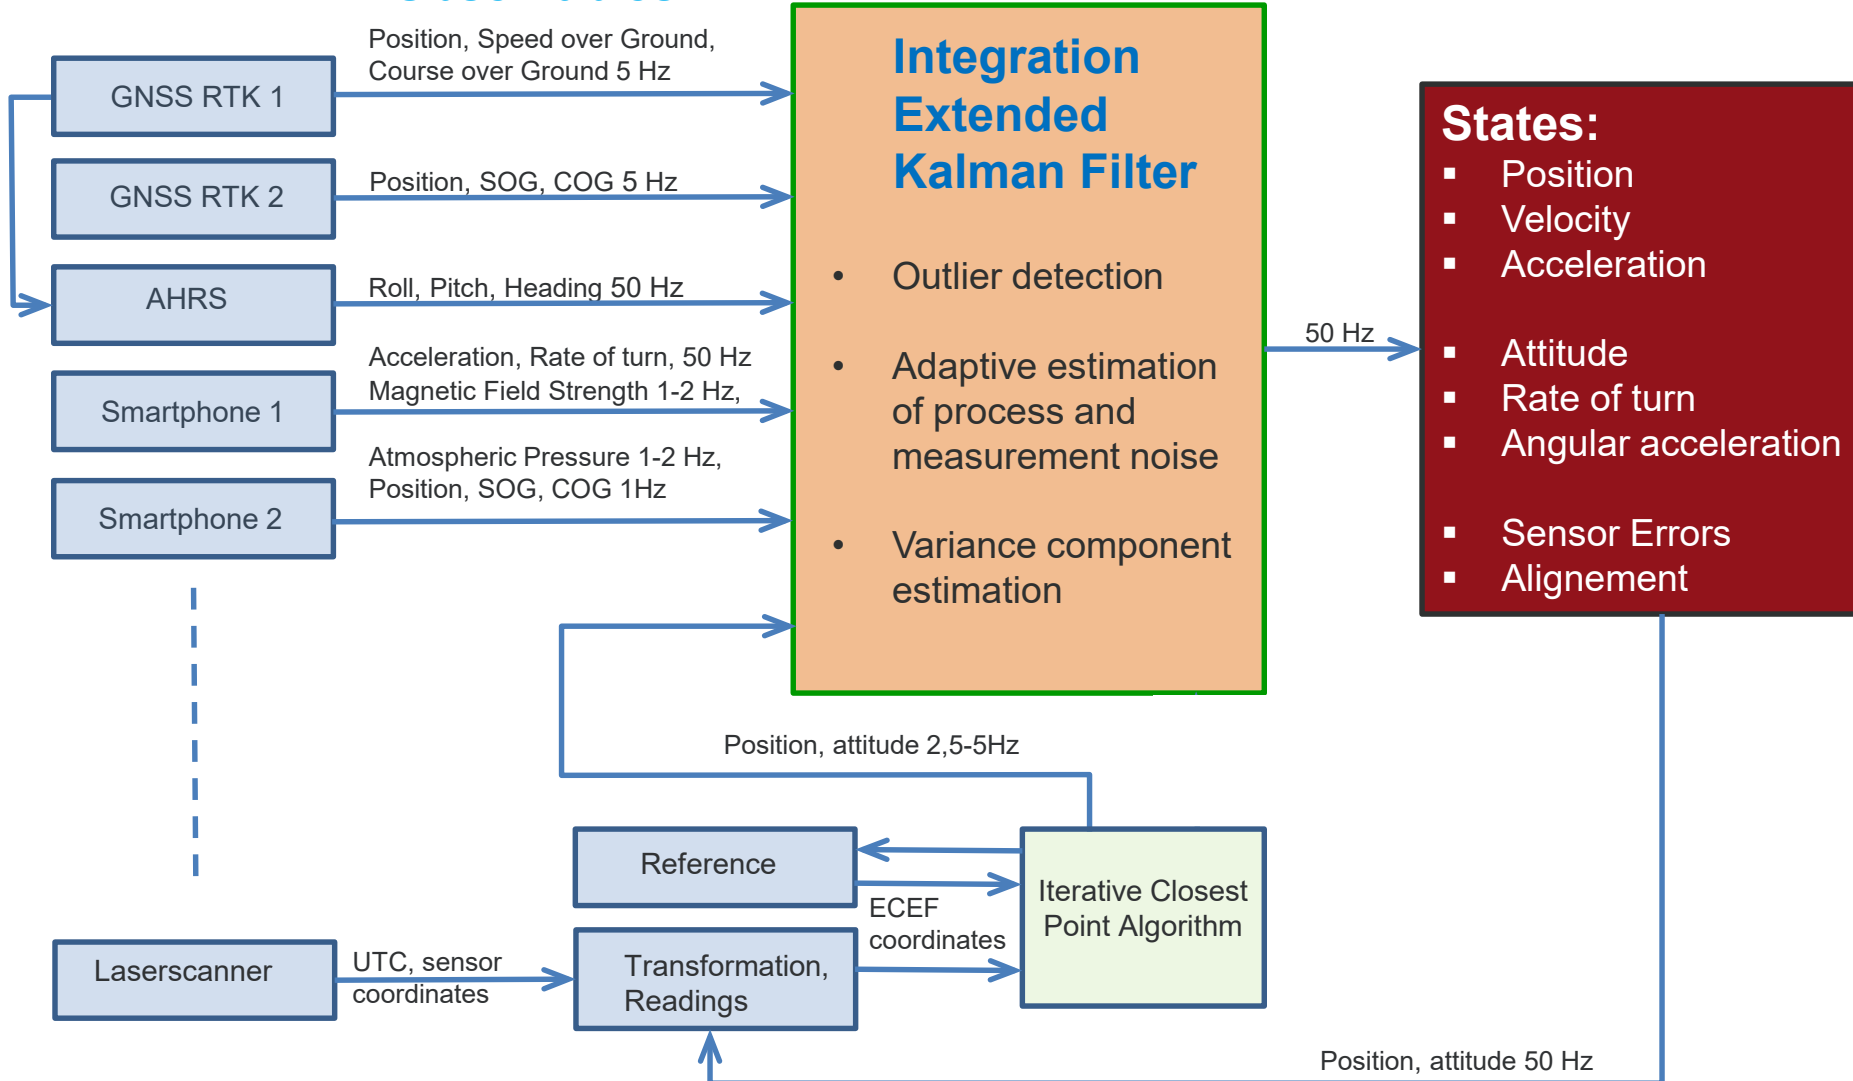 GNSS RTK 1
Position, Speed over Ground,
Course over Ground 5 Hz
GNSS RTK 2
Position, SOG, COG 5 Hz
AHRS
Roll, Pitch, Heading 50 Hz
Smartphone 1
Acceleration, Rate of turn, 50 Hz
Magnetic Field Strength 1-2 Hz,
Smartphone 2
Atmospheric Pressure 1-2 Hz,
Position, SOG, COG 1Hz
Integration
Extended
Kalman Filter
• Outlier detection
• Adaptive estimation
of process and
measurement noise
• Variance component
estimation
50 Hz
States:
▪ Position
▪ Velocity
▪ Acceleration
▪ Attitude
▪ Rate of turn
▪ Angular acceleration
▪ Sensor Errors
▪ Alignement
Position, attitude 2,5-5Hz
Reference
Iterative Closest
Point Algorithm
ECEF
coordinates
Laserscanner
UTC, sensor
coordinates
Transformation,
Readings
Position, attitude 50 Hz